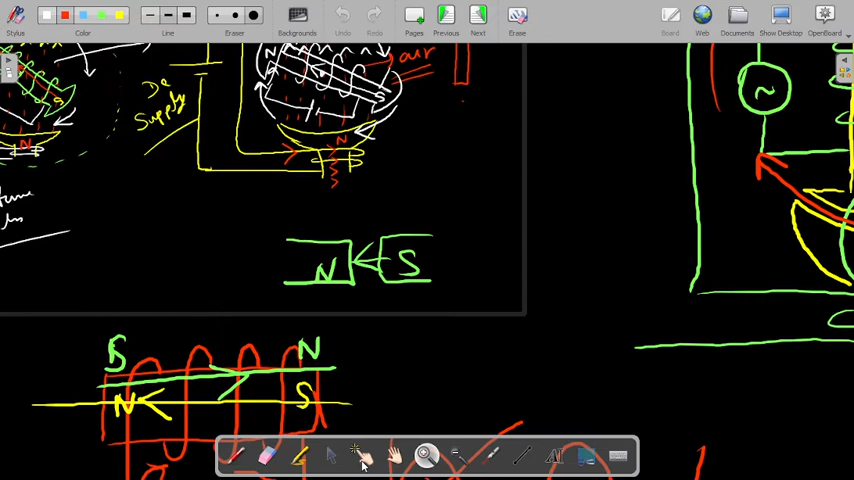 Stylus
Color
Line
Eraser
Backgrounds
Undo
Redo
Pages
Previous
Next
Erase
Board
Web
Documents
Show Desktop
OpenBoard
air
N
S
DC
Supply
N
N
S
S
N
N
S